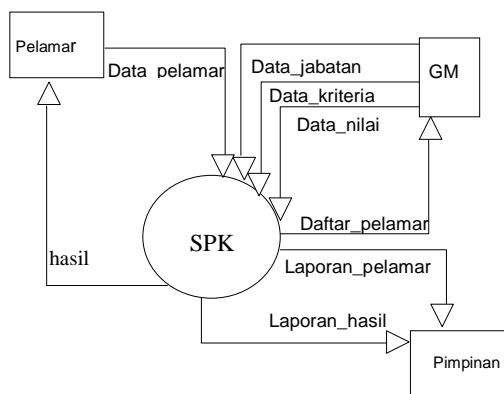 Pelamar
Data_pelamar
Data_jabatan
GM
Data_kriteria
Data_nilai
SPK
Daftar_pelamar
hasil
Laporan_pelamar
Laporan_hasil
Pimpinan